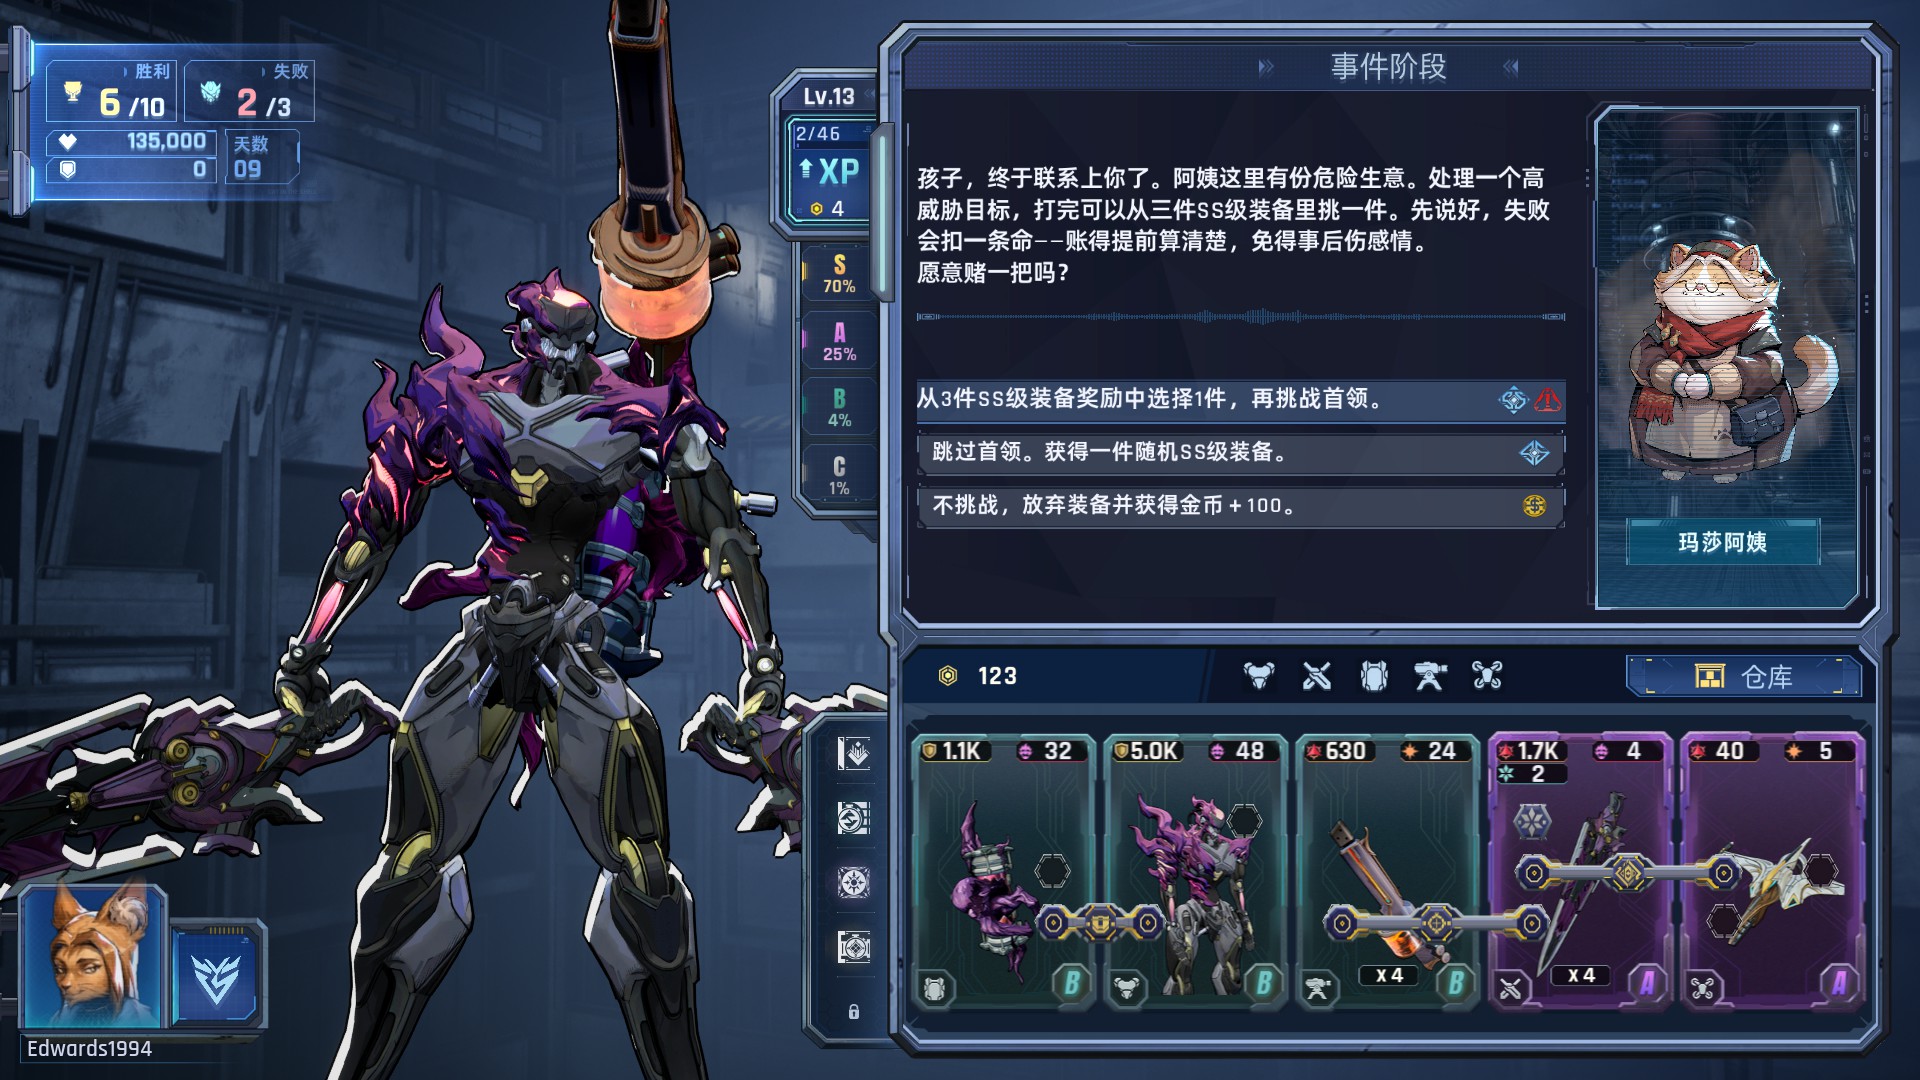 胜利
6/10
失败
2/3
135,000
0
天数
09
Lv.13
2/46
XP
4
S
70%
A
25%
B
4%
C
1%
事件阶段
孩子，终于联系上你了。阿姨这里有份危险生意。处理一个高
威胁目标，打完可以从三件SS级装备里挑一件。先说好，失败
会扣一条命——账得提前算清楚，免得事后伤感情。
愿意赌一把吗?
从3件SS级装备奖励中选择1件，再挑战首领。
跳过首领。获得一件随机SS级装备。
不挑战，放弃装备并获得金币+100。
玛莎阿姨
123
仓库
1.1K 32
B
5.0K 48
B
630 24
x4
B
1.7K 4
2
x4
A
40 5
A
Edwards1994